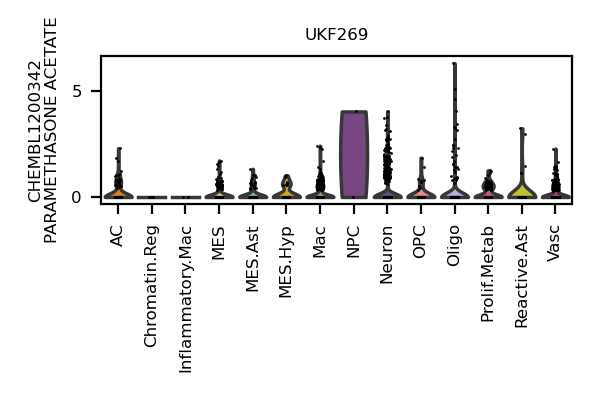 UKF269
CHEMBL1200342
PARAMETHASONE ACETATE
5
0
AC
Chromatin.Reg
Inflammatory.Mac
MES
MES.Ast
MES.Hyp
Mac
NPC
Neuron
OPC
Oligo
Prolif.Metab
Reactive.Ast
Vasc